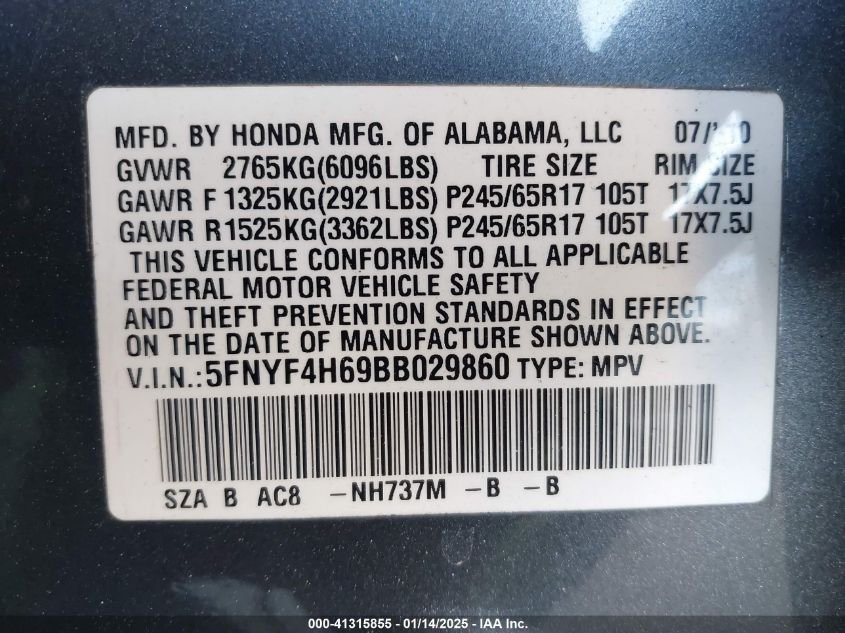 MFD. BY HONDA MFG. OF ALABAMA, LLC
GVWR 2765KG(6096LBS) TIRE SIZE RIM SIZE
GAWR F 1325KG(2921LBS) P245/65R17 105T 17X7.5J
GAWR R1525KG(3362LBS) P245/65R17 105T 17X7.5J
THIS VEHICLE CONFORMS TO ALL APPLICABLE
FEDERAL MOTOR VEHICLE SAFETY
AND THEFT PREVENTION STANDARDS IN EFFECT
ON THE DATE OF MANUFACTURE SHOWN ABOVE.
V.I.N.:5FNYF4H69BB029860 TYPE: MPV
SZA B AC8 -NH737M -B -B
000-41315855 - 01/14/2025 - IAA Inc.